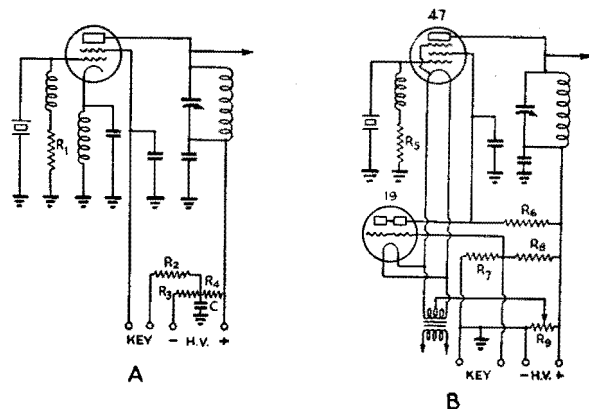 47
R1
R2
R3
R4
C
KEY
- H.V. +
A
R5
19
R6
R7
R8
R9
KEY
- H.V. +
B